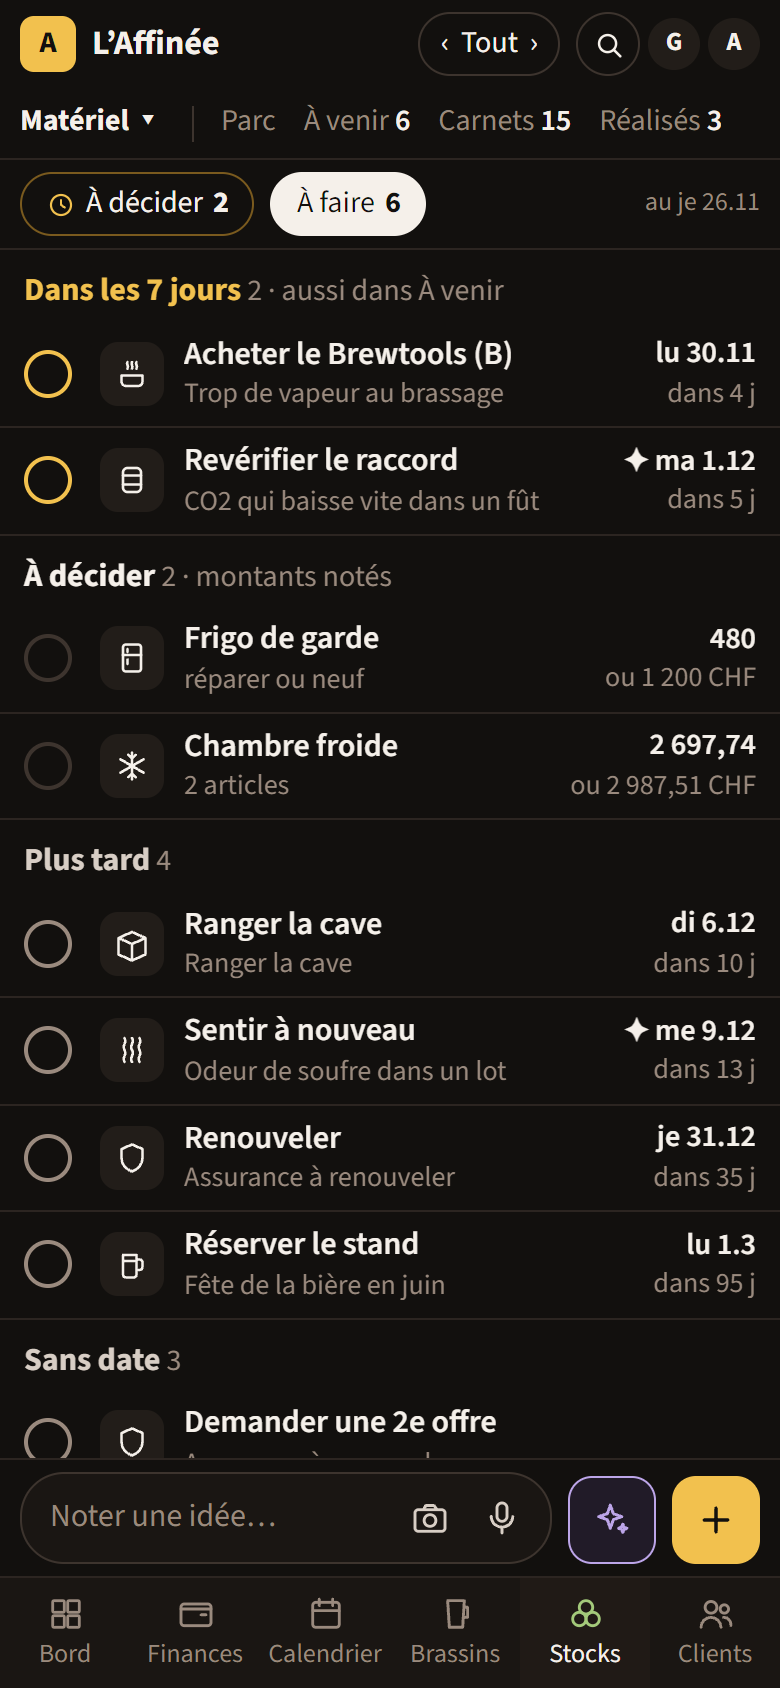 A L’Affinée ‹ Tout › G A
Matériel ▼ Parc À venir 6 Carnets 15 Réalisés 3
À décider 2 À faire 6 au je 26.11
Dans les 7 jours 2 · aussi dans À venir
Acheter le Brewtools (B) lu 30.11
Trop de vapeur au brassage dans 4 j
Revérifier le raccord ✦ ma 1.12
CO2 qui baisse vite dans un fût dans 5 j
À décider 2 · montants notés
Frigo de garde 480
réparer ou neuf ou 1 200 CHF
Chambre froide 2 697,74
2 articles ou 2 987,51 CHF
Plus tard 4
Ranger la cave di 6.12
Ranger la cave dans 10 j
Sentir à nouveau ✦ me 9.12
Odeur de soufre dans un lot dans 13 j
Renouveler je 31.12
Assurance à renouveler dans 35 j
Réserver le stand lu 1.3
Fête de la bière en juin dans 95 j
Sans date 3
Demander une 2e offre
Noter une idée…
Bord Finances Calendrier Brassins Stocks Clients